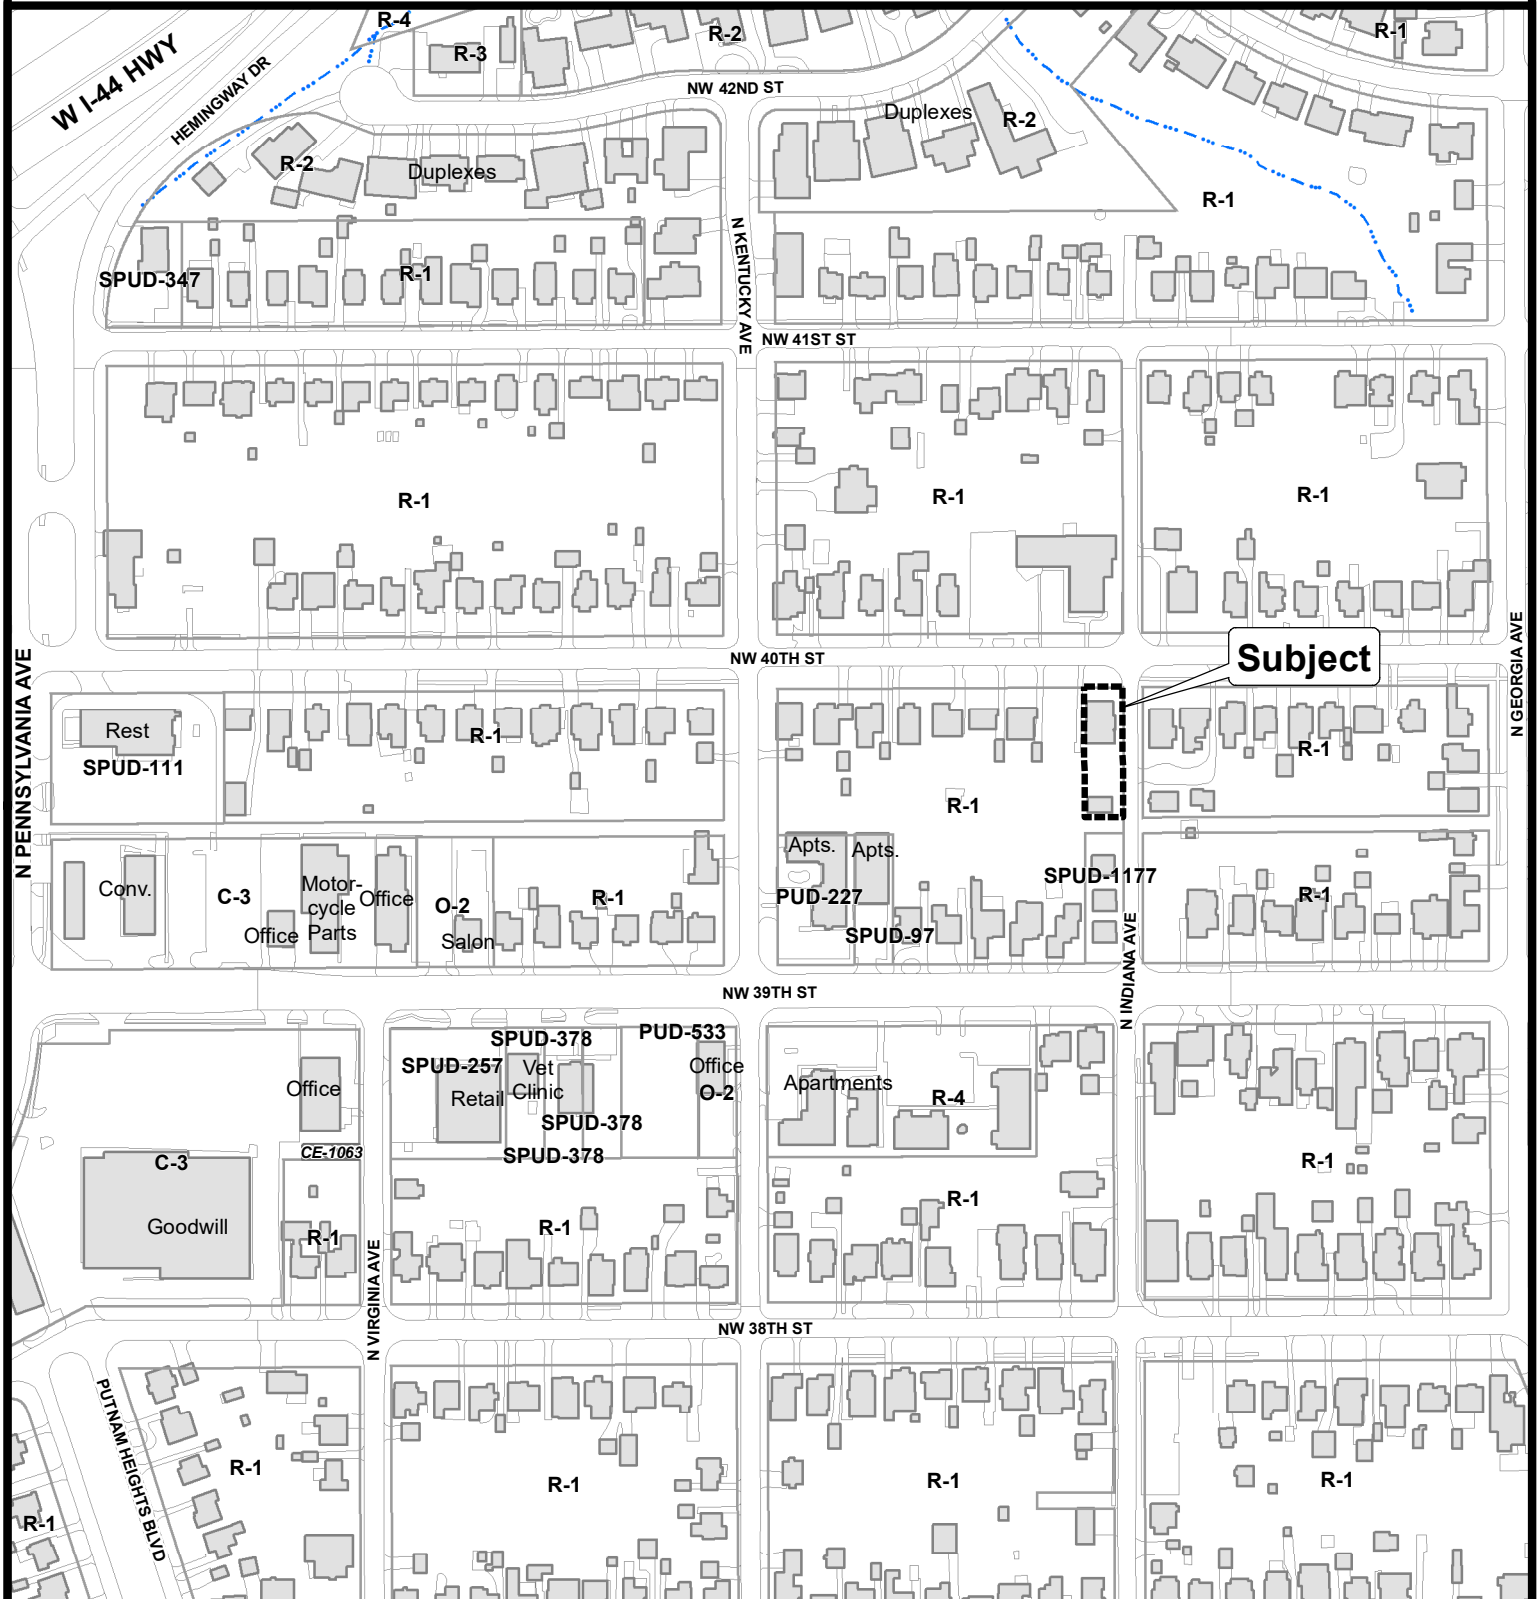 R-4
R-3
R-2
R-1
W I-44 HWY
HEMINGWAY DR
NW 42ND ST
Duplexes
R-2
R-2
Duplexes
R-1
N KENTUCKY AVE
SPUD-347
R-1
NW 41ST ST
R-1
R-1
R-1
N GEORGIA AVE
Subject
NW 40TH ST
N PENNSYLVANIA AVE
Rest
SPUD-111
R-1
R-1
R-1
Apts.
Apts.
SPUD-1177
Conv.
C-3
Motor-
cycle
Parts
Office
Office
O-2
Salon
R-1
PUD-227
SPUD-97
R-1
N INDIANA AVE
NW 39TH ST
SPUD-378
PUD-533
SPUD-257
Vet
Clinic
Retail
Office
O-2
Office
Apartments
R-4
SPUD-378
SPUD-378
CE-1063
C-3
Goodwill
R-1
R-1
R-1
R-1
N VIRGINIA AVE
NW 38TH ST
PUTNAM HEIGHTS BLVD
R-1
R-1
R-1
R-1
R-1